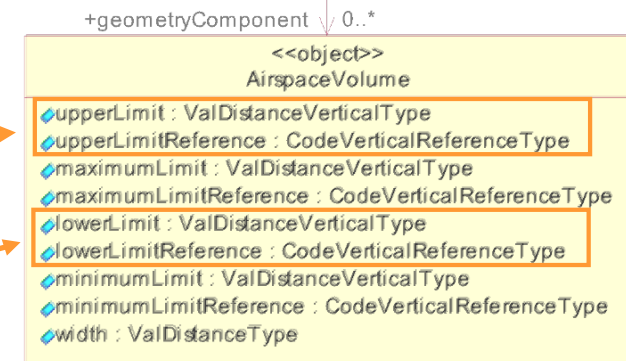 +geometryComponent 0..*
<<object>>
AirspaceVolume
upperLimit : ValDistanceVerticalType
upperLimitReference : CodeVerticalReferenceType
maximumLimit : ValDistanceVerticalType
maximumLimitReference : CodeVerticalReferenceType
lowerLimit : ValDistanceVerticalType
lowerLimitReference : CodeVerticalReferenceType
minimumLimit : ValDistanceVerticalType
minimumLimitReference : CodeVerticalReferenceType
width : ValDistanceType